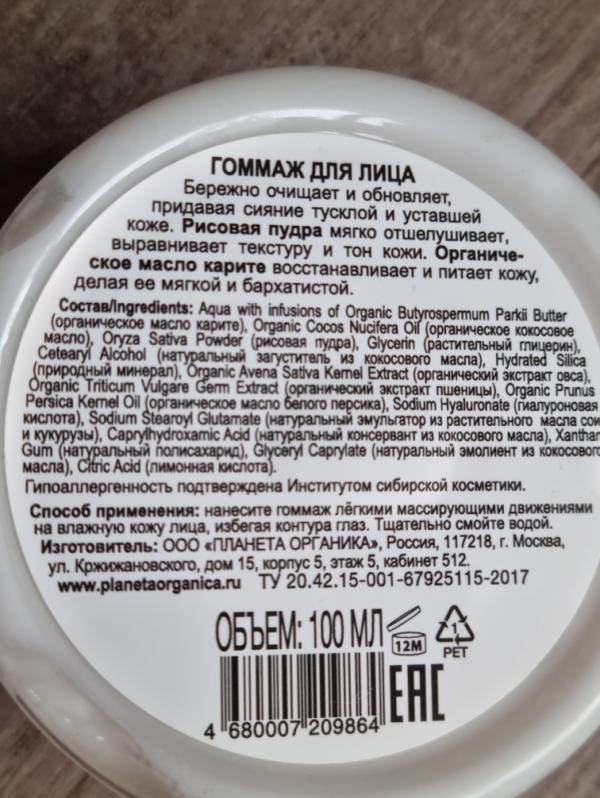 ГОММАЖ ДЛЯ ЛИЦА
Бережно очищает и обновляет,
придавая сияние тусклой и уставшей
коже. Рисовая пудра мягко отшелушивает,
выравнивает текстуру и тон кожи. Органиче-
ское масло карите восстанавливает и питает кожу,
делая ее мягкой и бархатистой.
Состав/Ingredients: Aqua with infusions of Organic Butyrospermum Parkii Butter
(органическое масло карите), Organic Cocos Nucifera Oil (органическое кокосовое
масло), Oryza Sativa Powder (рисовая пудра), Glycerin (растительный глицерин),
Cetearyl Alcohol (натуральный загуститель из кокосового масла), Hydrated Silica
(природный минерал), Organic Avena Sativa Kernel Extract (органический экстракт овса),
Organic Triticum Vulgare Germ Extract (органический экстракт пшеницы), Organic Prunus
Persica Kernel Oil (органическое масло белого персика), Sodium Hyaluronate (гиалуроновая
кислота), Sodium Stearoyl Glutamate (натуральный эмульгатор из растительного масла сои
и кукурузы), Caprylhydroxamic Acid (натуральный консервант из кокосового масла), Xanthan
Gum (натуральный полисахарид), Glyceryl Caprylate (натуральный эмолиент из кокосового
масла), Citric Acid (лимонная кислота).
Гипоаллергенность подтверждена Институтом сибирской косметики.
Способ применения: нанесите гоммаж лёгкими массирующими движениями
на влажную кожу лица, избегая контура глаз. Тщательно смойте водой.
Изготовитель: ООО «ПЛАНЕТА ОРГАНИКА», Россия, 117218, г. Москва,
ул. Кржижановского, дом 15, корпус 5, этаж 5, кабинет 512.
www.planetaorganica.ru ТУ 20.42.15-001-67925115-2017
ОБЪЕМ: 100 МЛ
12M
1
PET
EAC
4 680007 209864